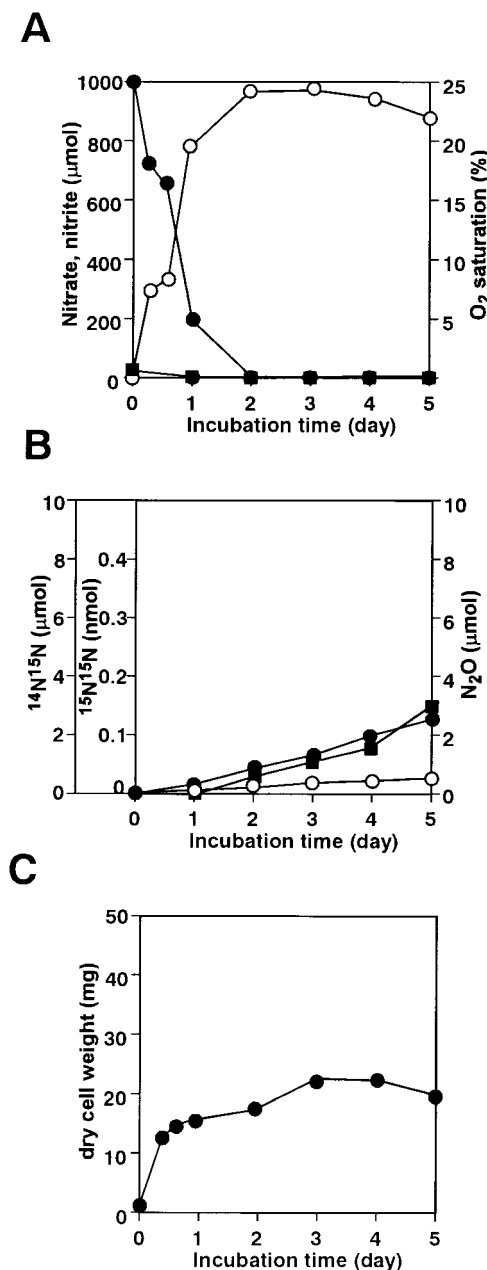 A
Nitrate, nitrite (μmol)
1000
800
600
400
200
0
O2 saturation (%)
25
20
15
10
5
0
0 1 2 3 4 5
Incubation time (day)
B
14N15N (μmol)
10
8
6
4
2
0
15N15N (nmol)
0.4
0.3
0.2
0.1
0
N2O (μmol)
10
8
6
4
2
0
0 1 2 3 4 5
Incubation time (day)
C
dry cell weight (mg)
50
40
30
20
10
0
0 1 2 3 4 5
Incubation time (day)